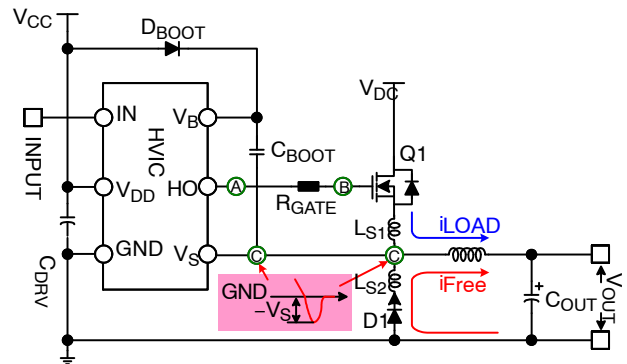 VCC
DBOOT
VDC
IN
VB
HVIC
CBOOT
Q1
INPUT
VDD
HO
A
RGATE
B
LS1
iLOAD
GND
VS
C
C
CDRV
GND
−VS
LS2
iFree
D1
+
COUT
VOUT